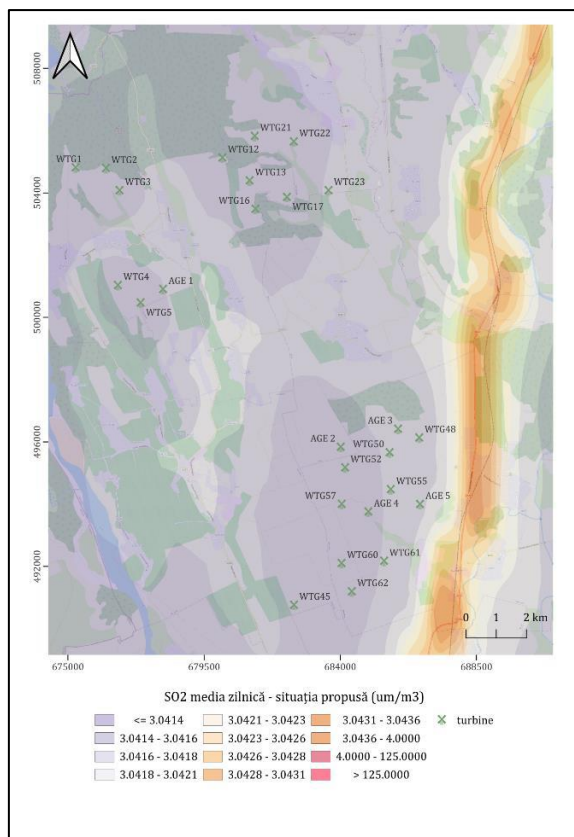 508000
504000
500000
496000
492000
WTG21
WTG22
WTG12
WTG1
WTG2
WTG13
WTG3
WTG23
WTG16
WTG17
WTG4
AGE 1
WTG5
AGE 3
WTG48
AGE 2
WTG50
WTG52
WTG55
WTG57
AGE 4
AGE 5
WTG60
WTG61
WTG62
WTG45
0 1 2 km
675000 679500 684000 688500
SO2 media zilnică - situația propusă (um/m3)
<= 3.0414
3.0414 - 3.0416
3.0416 - 3.0418
3.0418 - 3.0421
3.0421 - 3.0423
3.0423 - 3.0426
3.0426 - 3.0428
3.0428 - 3.0431
3.0431 - 3.0436
3.0436 - 4.0000
4.0000 - 125.0000
> 125.0000
turbine